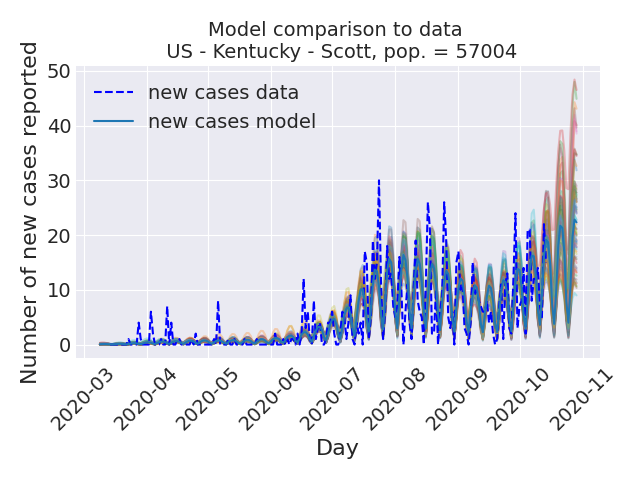 Model comparison to data
US - Kentucky - Scott, pop. = 57004
Number of new cases reported
50
40
30
20
10
0
new cases data
new cases model
2020-03
2020-04
2020-05
2020-06
2020-07
2020-08
2020-09
2020-10
2020-11
Day